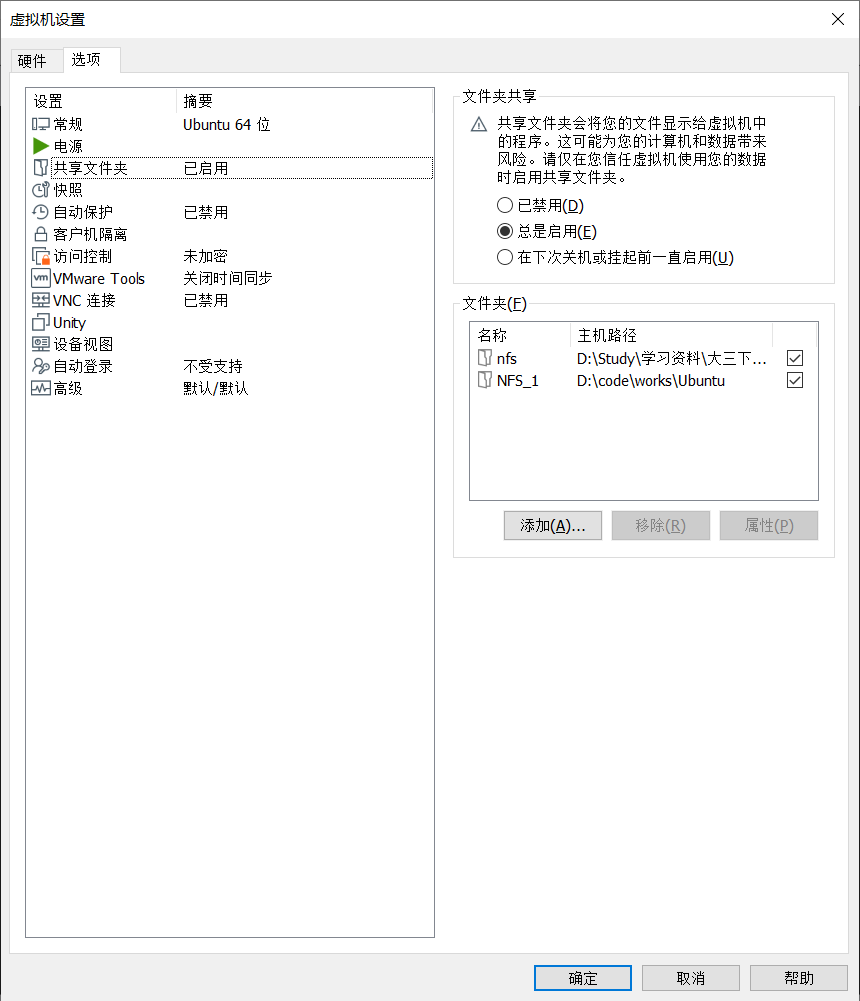 虚拟机设置
硬件 选项
设置 摘要
常规 Ubuntu 64 位
电源
共享文件夹 已启用
快照
自动保护 已禁用
客户机隔离
访问控制 未加密
vm VMware Tools 关闭时间同步
VNC 连接 已禁用
Unity
设备视图
自动登录 不受支持
高级 默认/默认
文件夹共享
共享文件夹会将您的文件显示给虚拟机中
的程序。这可能为您的计算机和数据带来
风险。请仅在您信任虚拟机使用您的数据
时启用共享文件夹。
已禁用(D)
总是启用(E)
在下次关机或挂起前一直启用(U)
文件夹(F)
名称 主机路径
nfs D:\Study\学习资料\大三下...
NFS_1 D:\code\works\Ubuntu
添加(A)... 移除(R) 属性(P)
确定 取消 帮助